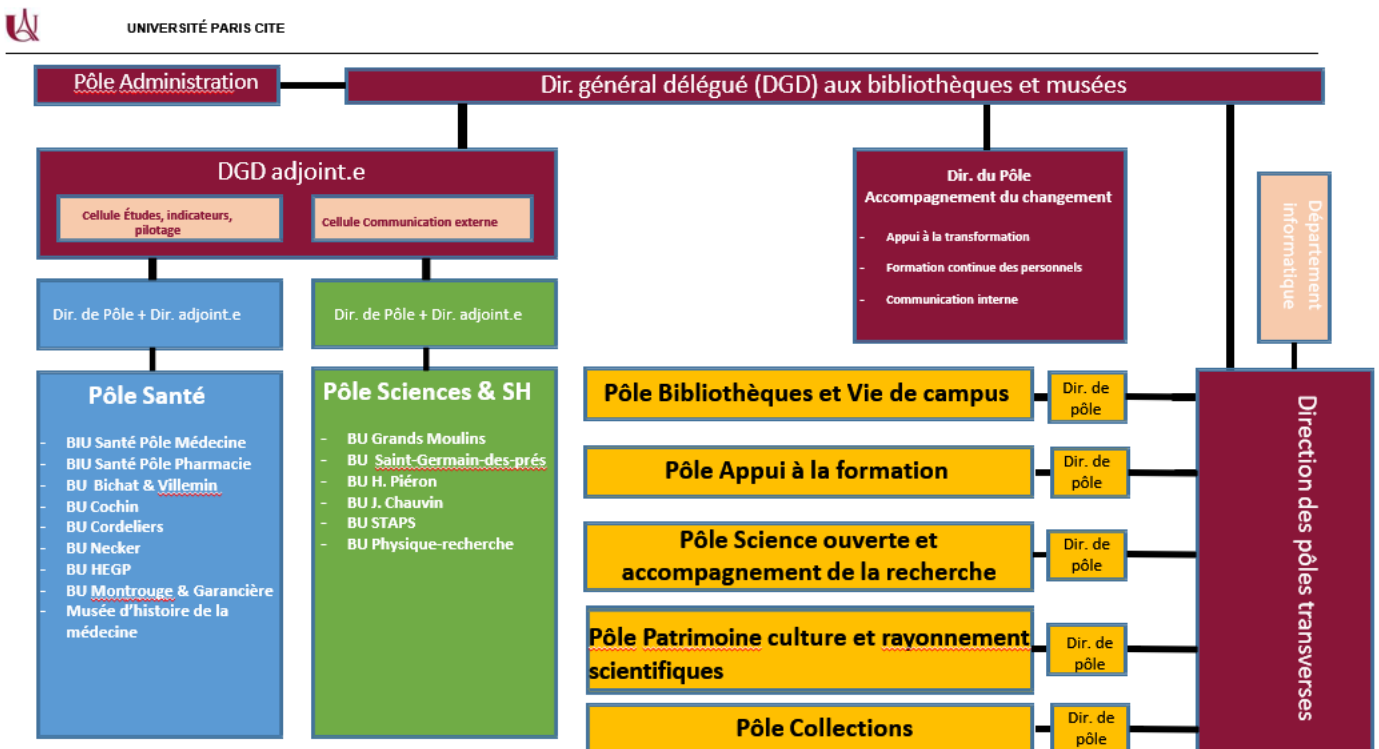 UNIVERSITÉ PARIS CITE
Pôle Administration
Dir. général délégué (DGD) aux bibliothèques et musées
DGD adjoint.e
Cellule Études, indicateurs,
pilotage
Cellule Communication externe
Dir. du Pôle
Accompagnement du changement
- Appui à la transformation
- Formation continue des personnels
- Communication interne
Département
informatique
Dir. de Pôle + Dir. adjoint.e
Dir. de Pôle + Dir. adjoint.e
Pôle Santé
- BIU Santé Pôle Médecine
- BIU Santé Pôle Pharmacie
- BU Bichat & Villemin
- BU Cochin
- BU Cordeliers
- BU Necker
- BU HEGP
- BU Montrouge & Garancière
- Musée d'histoire de la
médecine
Pôle Sciences & SH
- BU Grands Moulins
- BU Saint-Germain-des-prés
- BU H. Piéron
- BU J. Chauvin
- BU STAPS
- BU Physique-recherche
Pôle Bibliothèques et Vie de campus
Dir. de
pôle
Pôle Appui à la formation
Dir. de
pôle
Pôle Science ouverte et
accompagnement de la recherche
Dir. de
pôle
Pôle Patrimoine culture et rayonnement
scientifiques
Dir. de
pôle
Pôle Collections
Dir. de
pôle
Direction des pôles transverses